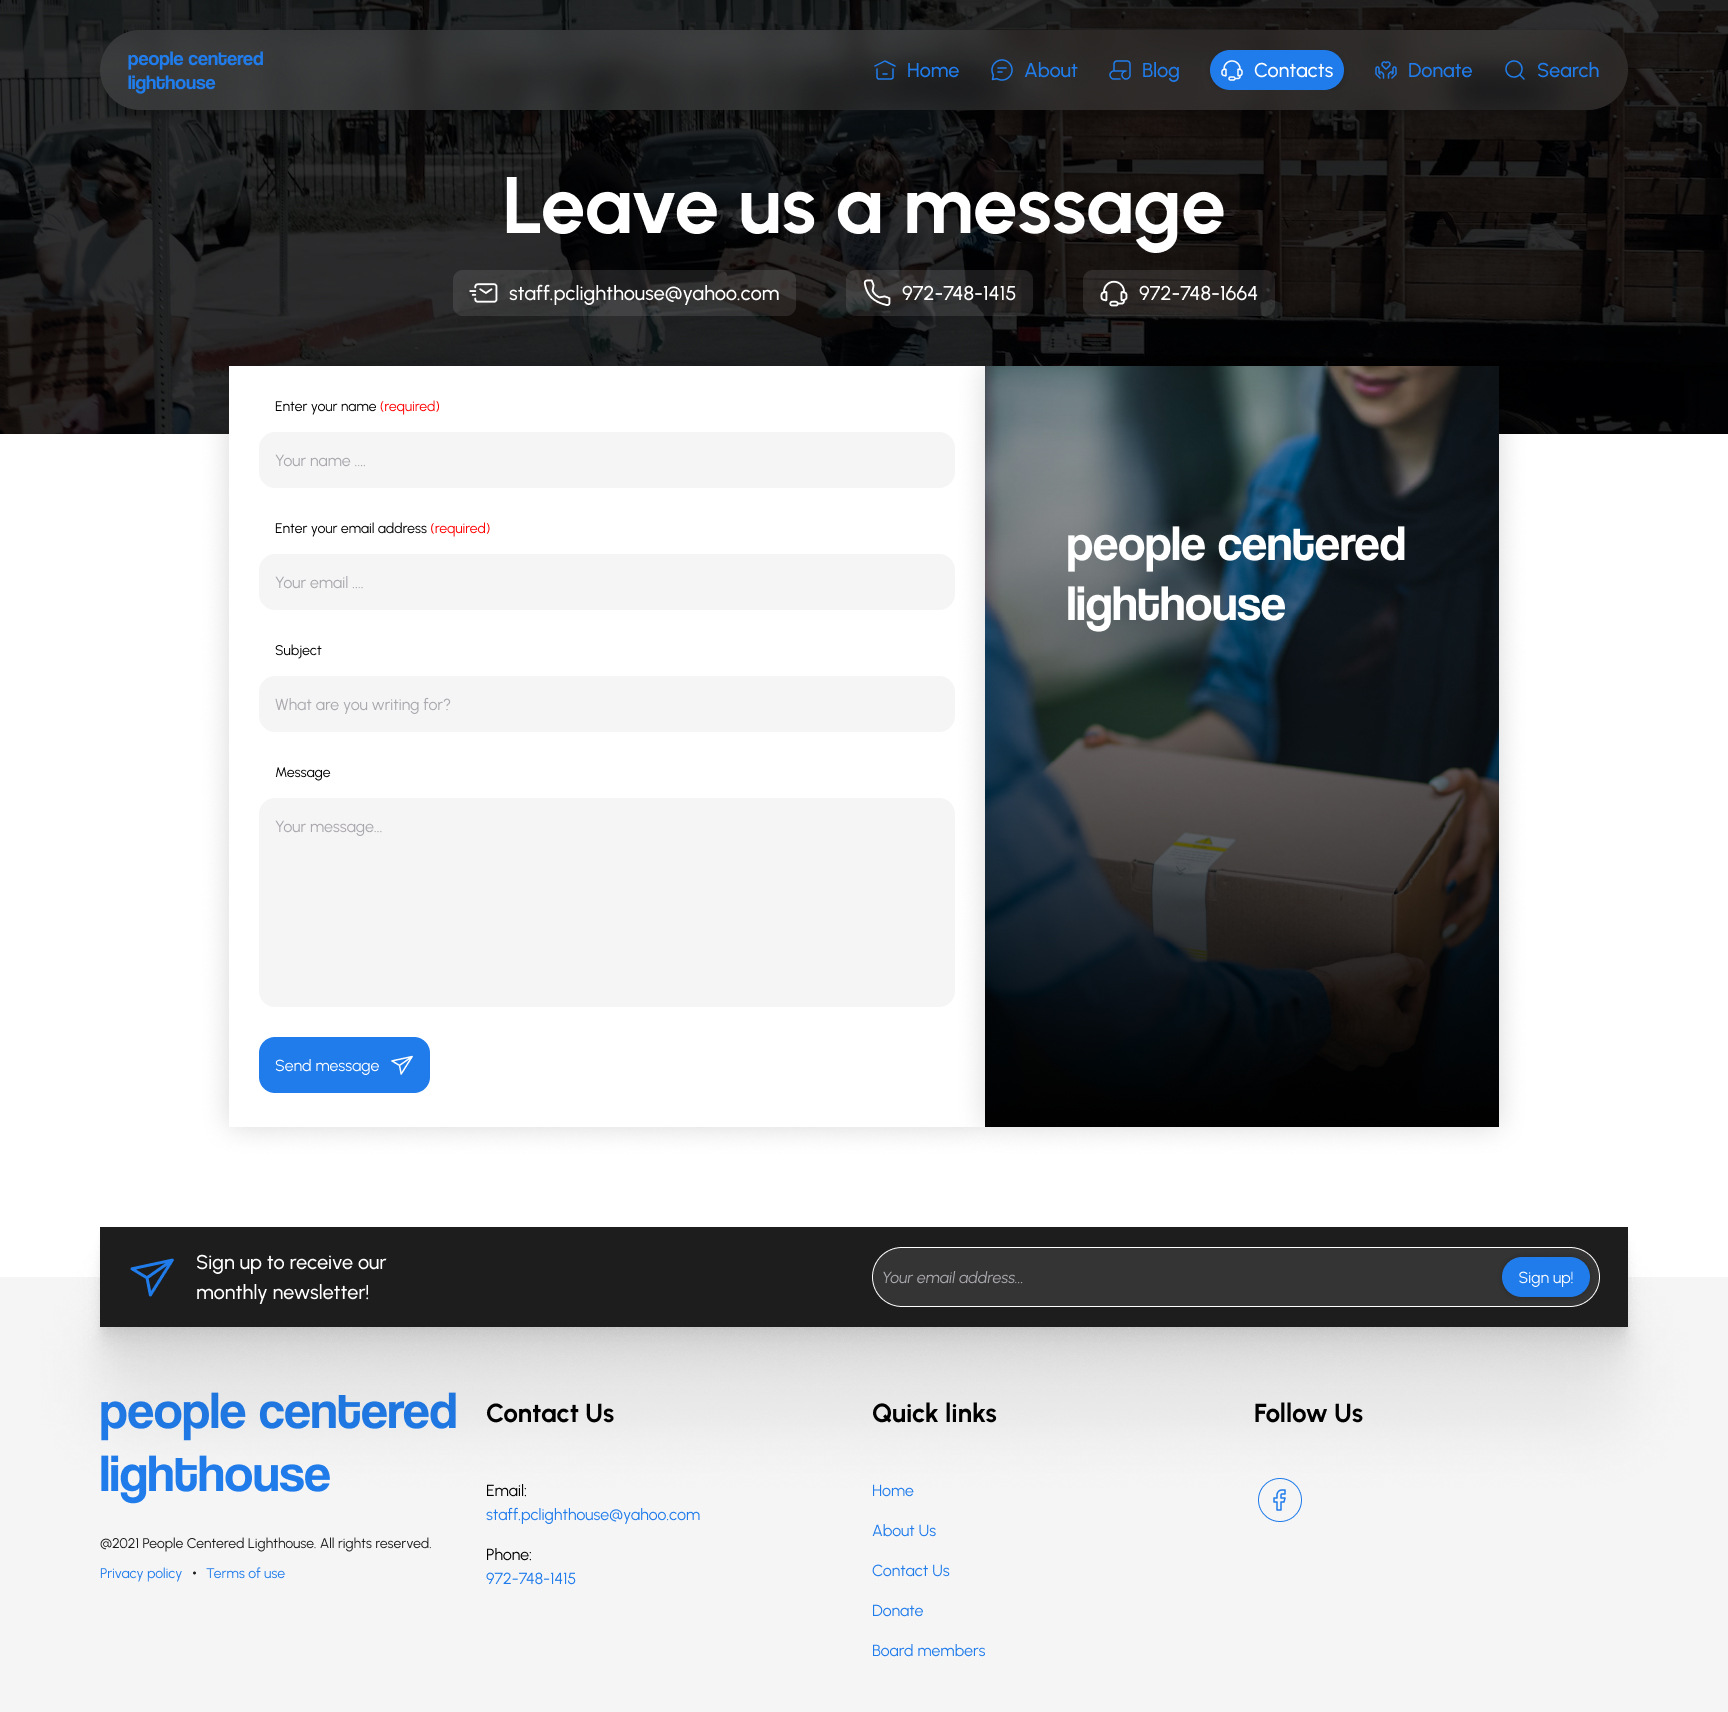 people centered
lighthouse
Home
About
Blog
Contacts
Donate
Search
Leave us a message
staff.pclighthouse@yahoo.com
972-748-1415
972-748-1664
Enter your name (required)
Your name ....
Enter your email address (required)
Your email ....
Subject
What are you writing for?
Message
Your message...
Send message
people centered
lighthouse
Sign up to receive our
monthly newsletter!
Your email address...
Sign up!
people centered
lighthouse
@2021 People Centered Lighthouse. All rights reserved.
Privacy policy • Terms of use
Contact Us
Email:
staff.pclighthouse@yahoo.com
Phone:
972-748-1415
Quick links
Home
About Us
Contact Us
Donate
Board members
Follow Us